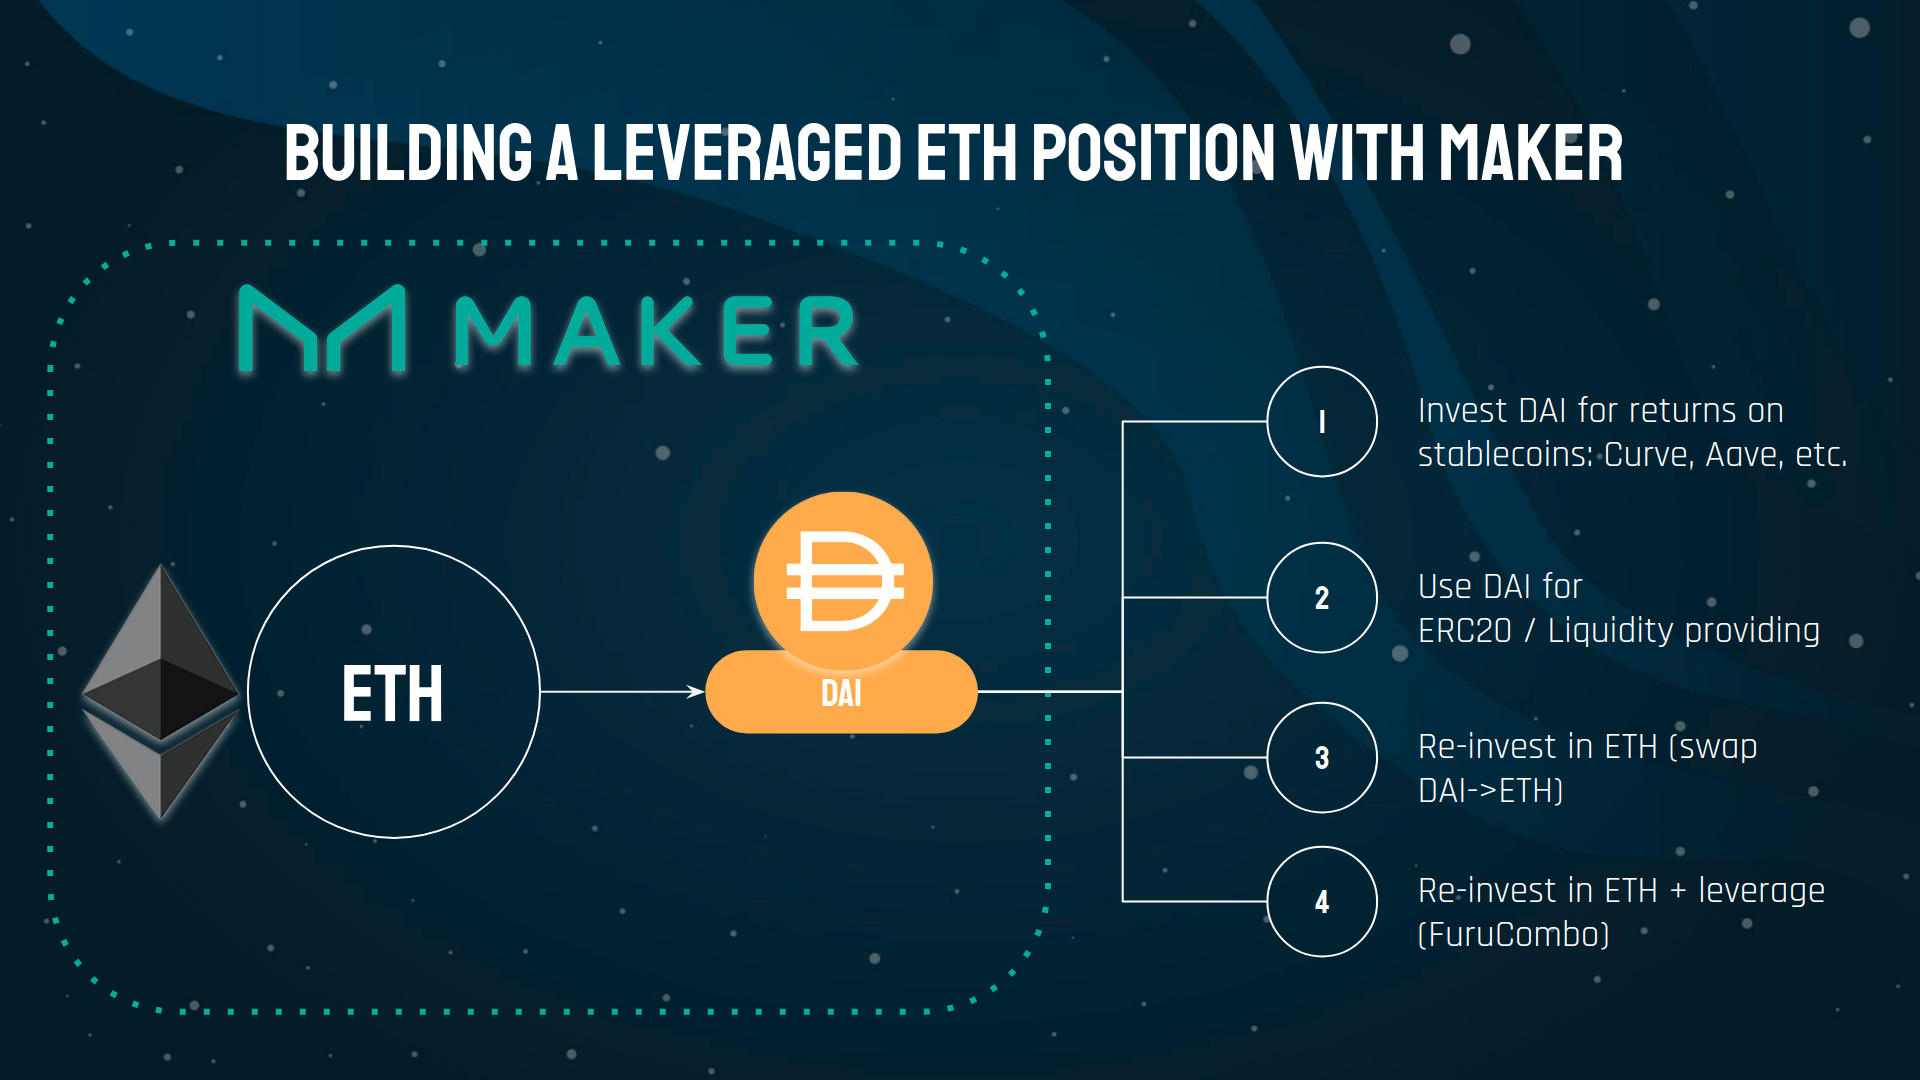 BUILDING A LEVERAGED ETH POSITION WITH MAKER
MAKER
ETH
DAI
1
Invest DAI for returns on
stablecoins: Curve, Aave, etc.
2
Use DAI for
ERC20 / Liquidity providing
3
Re-invest in ETH (swap
DAI->ETH)
4
Re-invest in ETH + leverage
(FuruCombo)